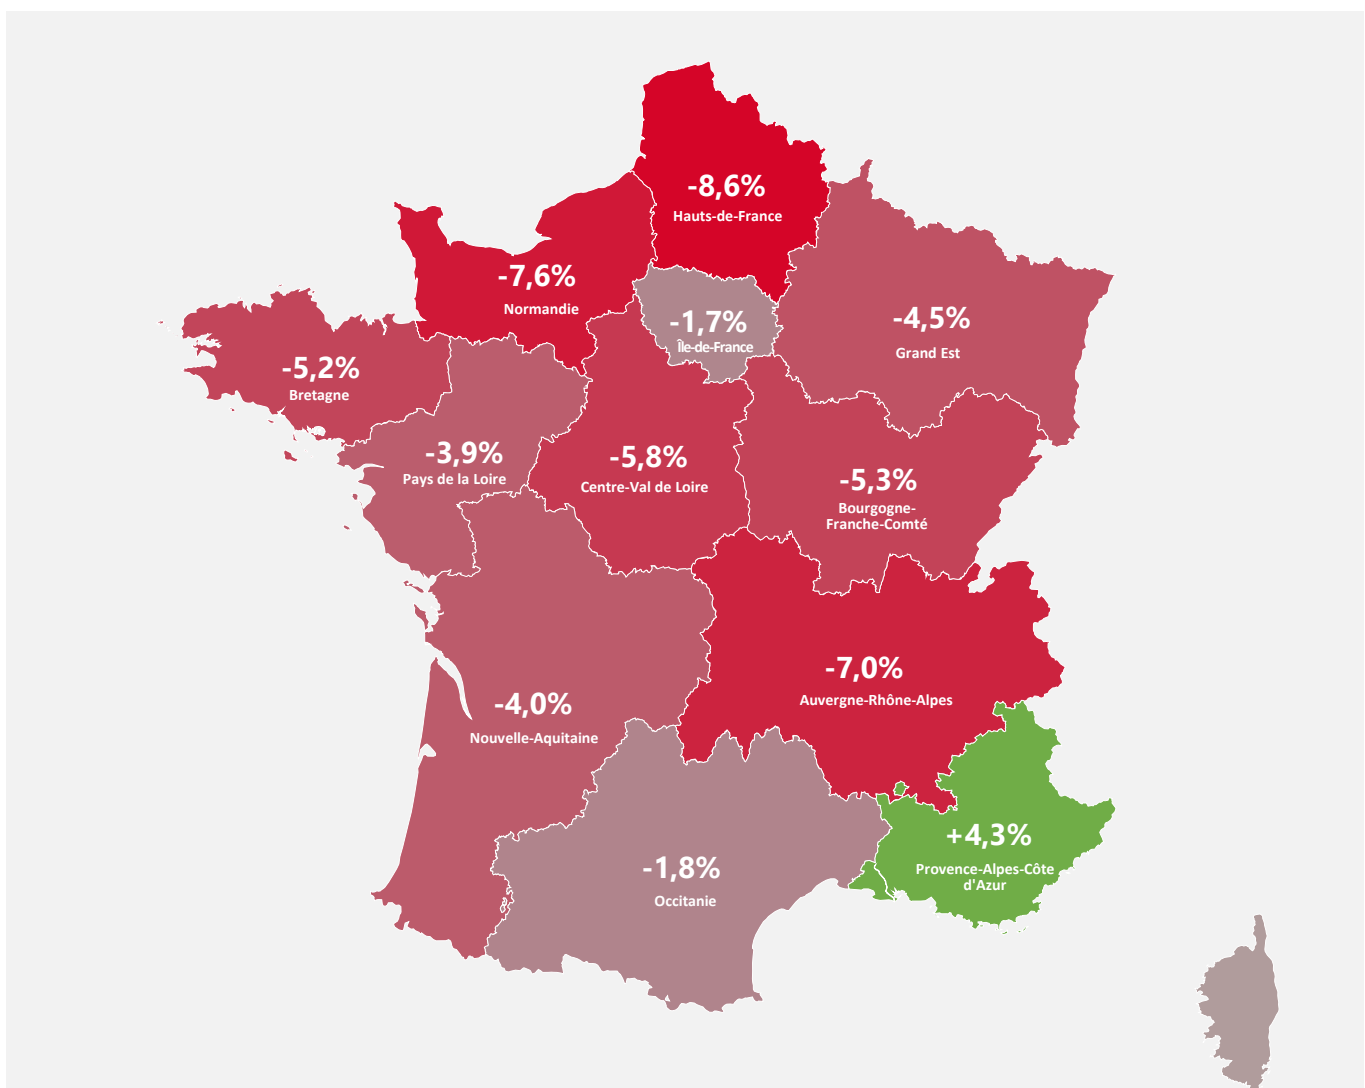 -8,6%
Hauts-de-France
-7,6%
Normandie
-1,7%
Île-de-France
-4,5%
Grand Est
-5,2%
Bretagne
-3,9%
Pays de la Loire
-5,8%
Centre-Val de Loire
-5,3%
Bourgogne-
Franche-Comté
-4,0%
Nouvelle-Aquitaine
-7,0%
Auvergne-Rhône-Alpes
-1,8%
Occitanie
+4,3%
Provence-Alpes-Côte
d'Azur